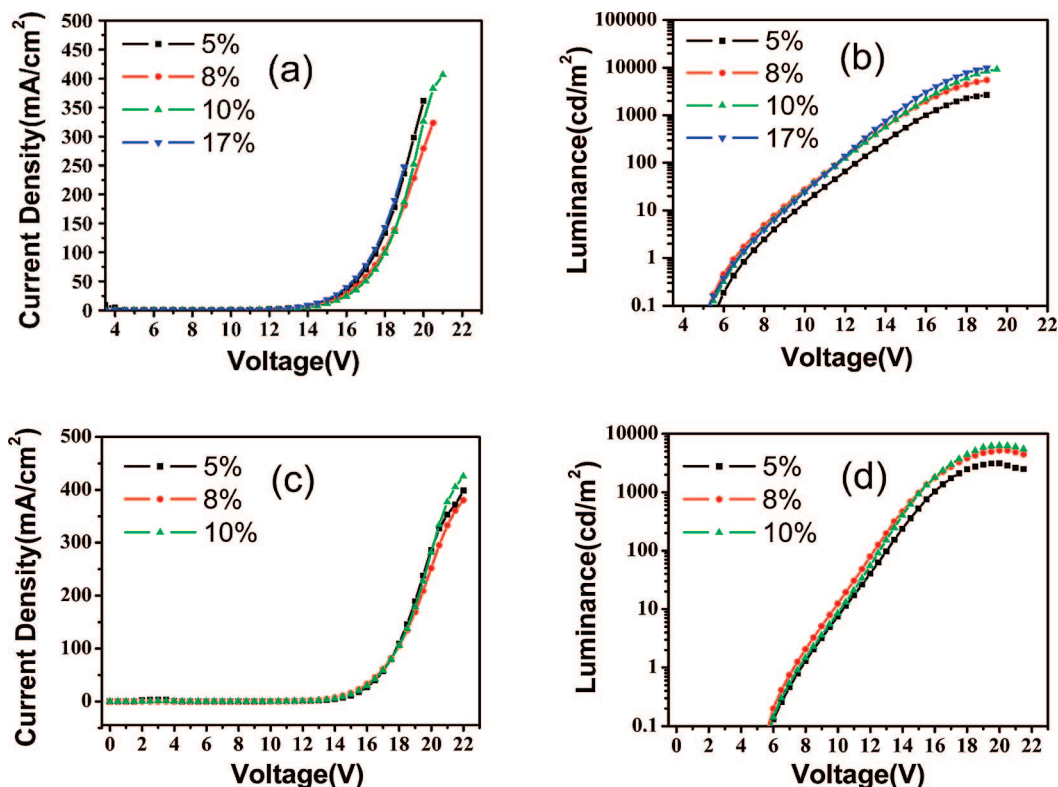 Current Density(mA/cm²)
500
450
400
350
300
250
200
150
100
50
0
5%
8%
10%
17%
(a)
4 6 8 10 12 14 16 18 20 22
Voltage(V)
Luminance(cd/m²)
100000
10000
1000
100
10
1
0.1
5%
8%
10%
17%
(b)
4 6 8 10 12 14 16 18 20 22
Voltage(V)
Current Density(mA/cm²)
500
400
300
200
100
0
5%
8%
10%
(c)
0 2 4 6 8 10 12 14 16 18 20 22
Voltage(V)
Luminance(cd/m²)
10000
1000
100
10
1
0.1
5%
8%
10%
(d)
0 2 4 6 8 10 12 14 16 18 20 22
Voltage(V)